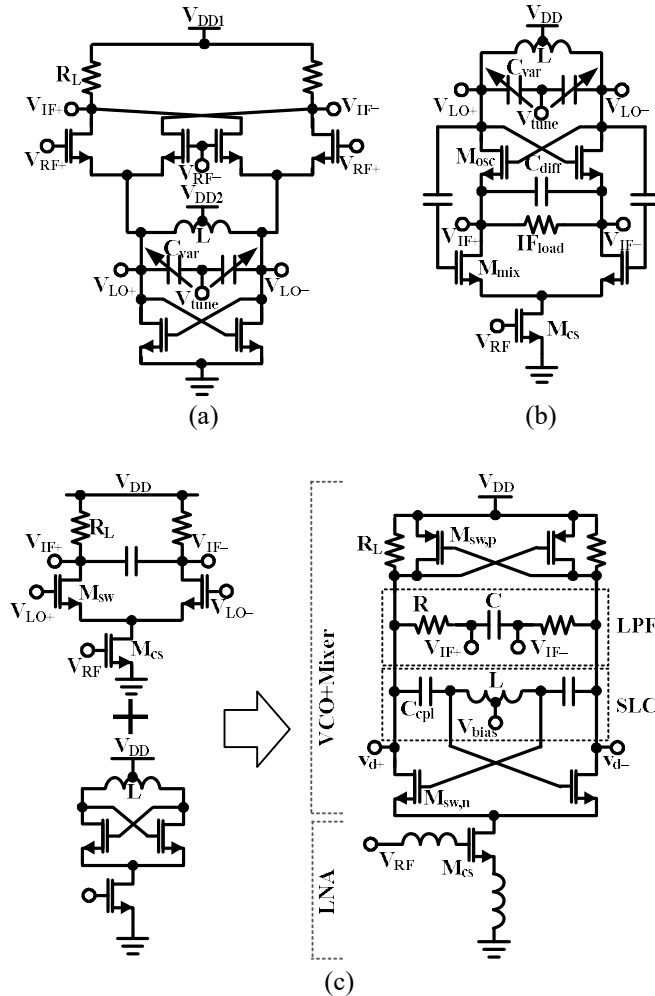 VDD1
RL
VIF+
VIF−
VRF+
VRF−
VRF+
VDD2
L
Cvar
VLO+
VLO−
Vtune
(a)
VDD
L
Cvar
VLO+
VLO−
Vtune
Mosc
Cdiff
VIF+
VIF−
IFload
Mmix
VRF
Mcs
(b)
VDD
RL
VIF+
VIF−
Msw
VLO+
VLO−
VRF
Mcs
+
VDD
L
VCO+Mixer
LNA
VDD
Msw,p
RL
R
C
LPF
VIF+
VIF−
L
Ccpl
SLC
Vbias
vd+
vd−
Msw,n
VRF
Mcs
(c)